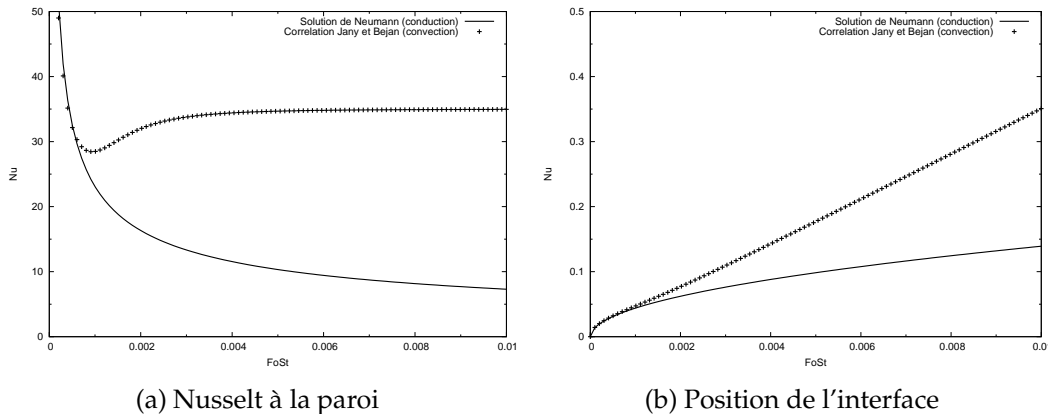 Solution de Neumann (conduction)
Correlation Jany et Bejan (convection)
50
40
30
20
10
0
Nu
0
0.002
0.004
0.006
0.008
0.01
FoSt
(a) Nusselt à la paroi
Solution de Neumann (conduction)
Correlation Jany et Bejan (convection)
0.5
0.4
0.3
0.2
0.1
0
Nu
0
0.002
0.004
0.006
0.008
0.01
FoSt
(b) Position de l'interface